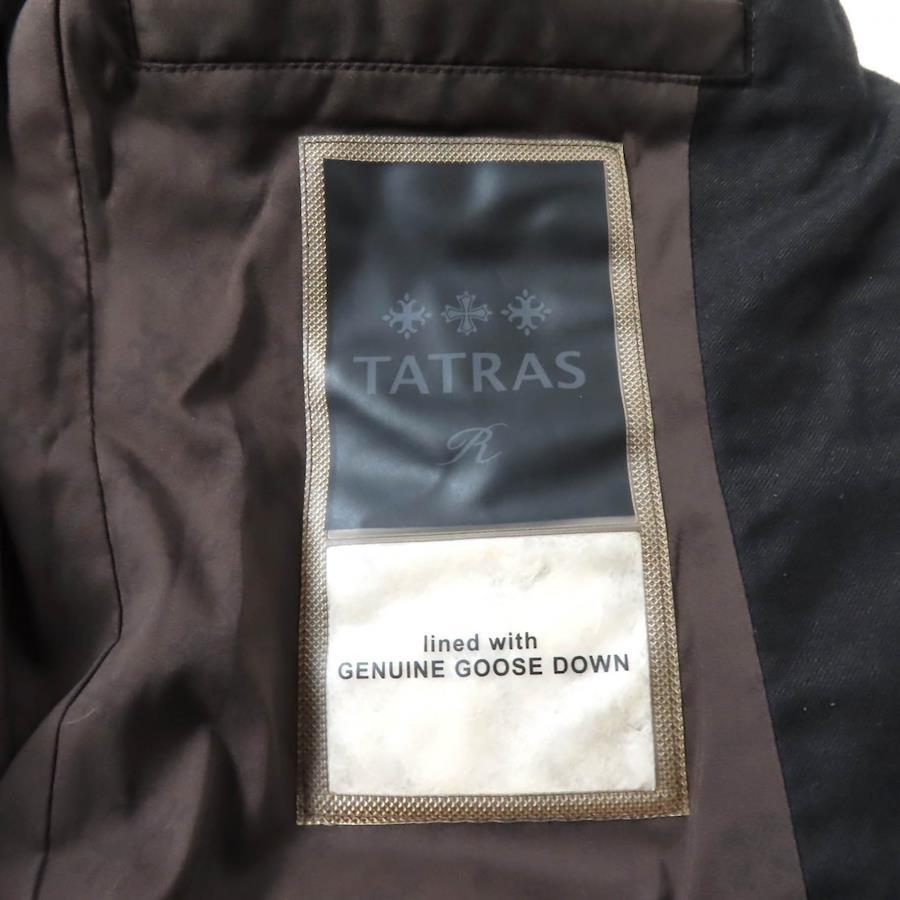 TATRAS
R
lined with
GENUINE GOOSE DOWN